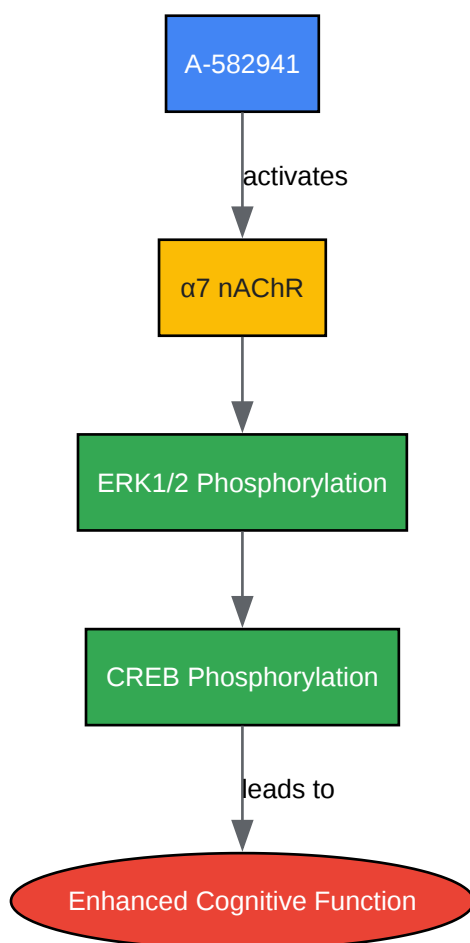 A-582941
activates
α7 nAChR
ERK1/2 Phosphorylation
CREB Phosphorylation
leads to
Enhanced Cognitive Function